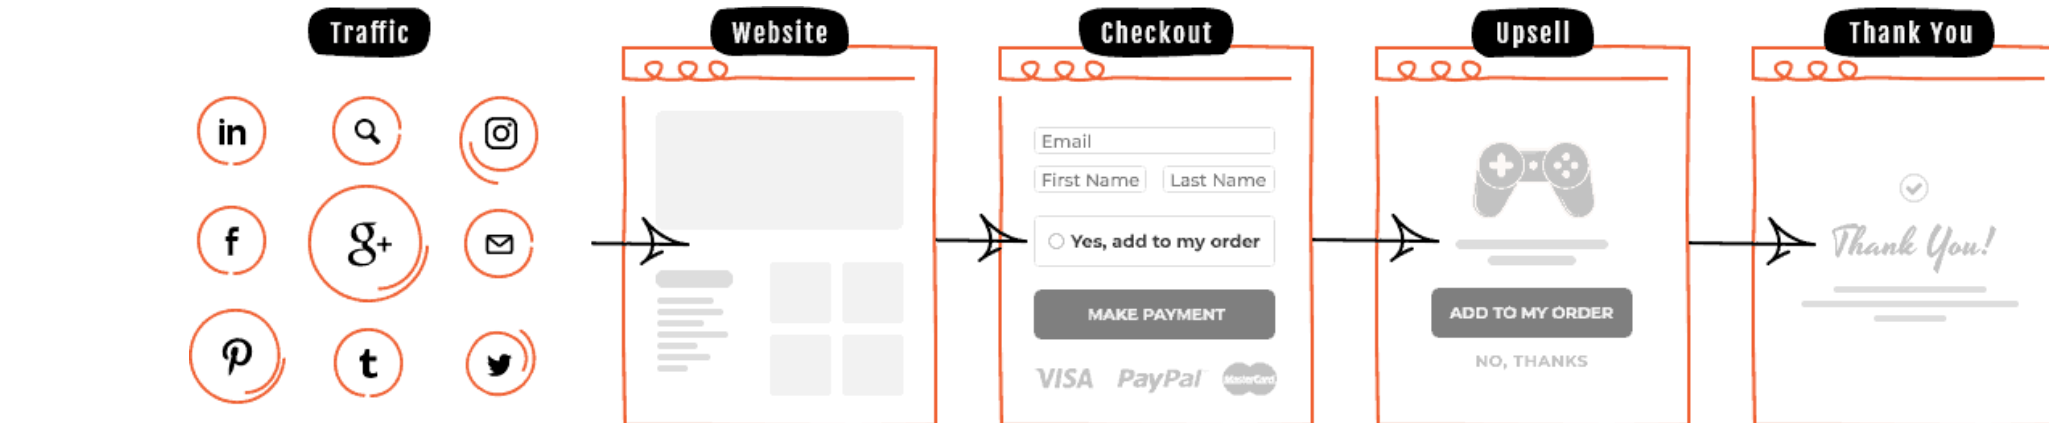 Traffic
in
f
g+
t
Website
Checkout
Email
First Name Last Name
Yes, add to my order
MAKE PAYMENT
VISA PayPal MasterCard
Upsell
ADD TO MY ORDER
NO, THANKS
Thank You
Thank You!